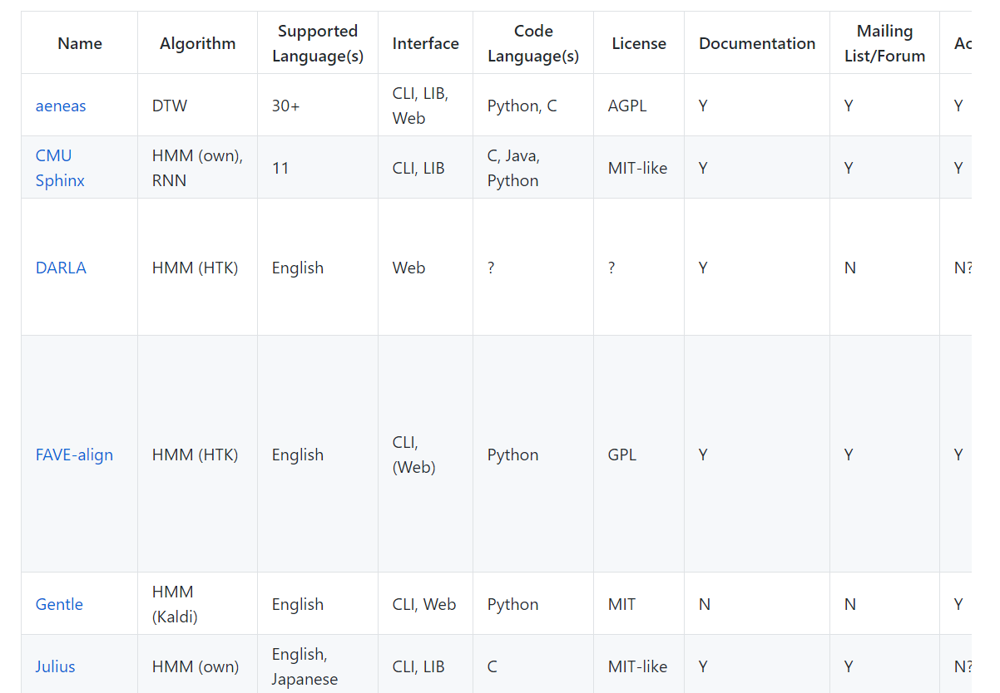 Name Algorithm Supported Language(s) Interface Code Language(s) License Documentation Mailing List/Forum Ac
aeneas DTW 30+ CLI, LIB, Web Python, C AGPL Y Y Y
CMU Sphinx HMM (own), RNN 11 CLI, LIB C, Java, Python MIT-like Y Y Y
DARLA HMM (HTK) English Web ? ? Y N N?
FAVE-align HMM (HTK) English CLI, (Web) Python GPL Y Y Y
Gentle HMM (Kaldi) English CLI, Web Python MIT N N Y
Julius HMM (own) English, Japanese CLI, LIB C MIT-like Y Y N?